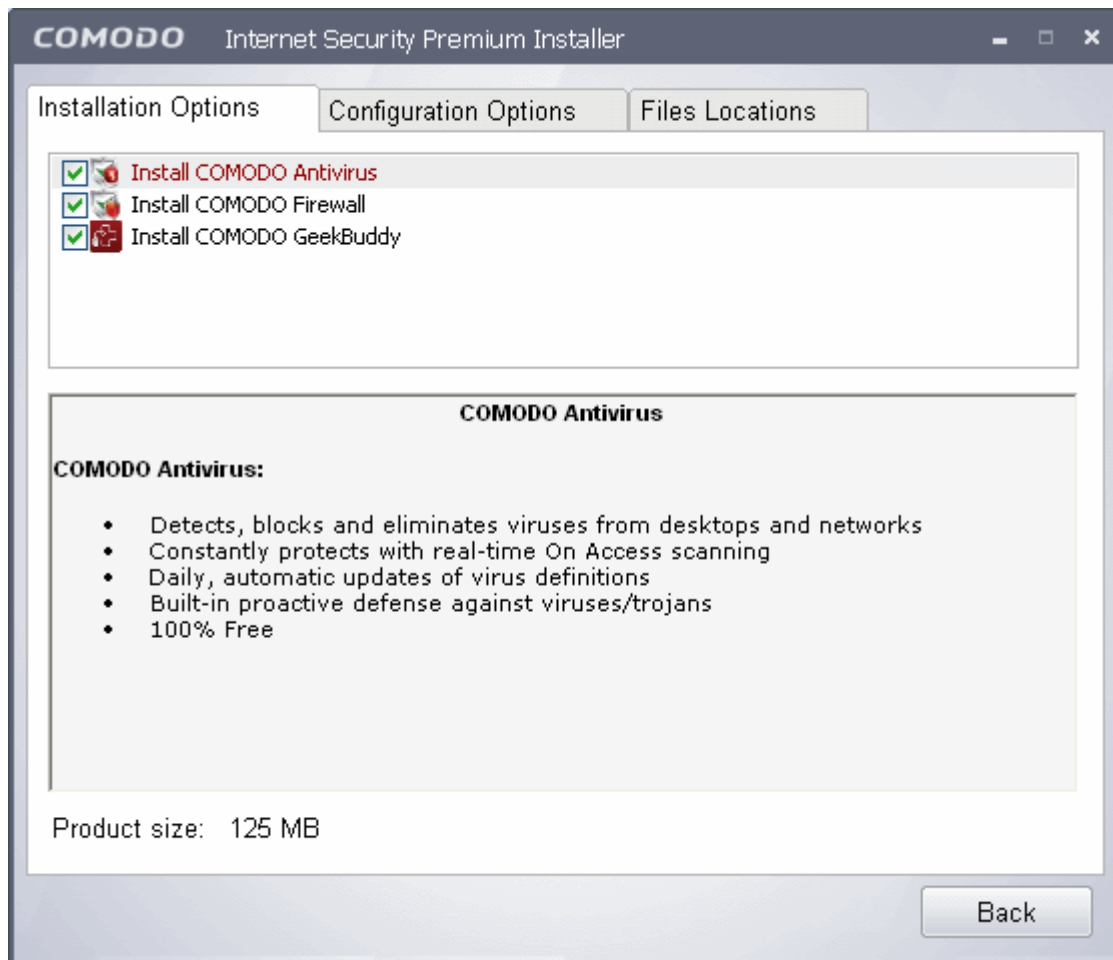 COMODO Internet Security Premium Installer
Installation Options
Configuration Options
Files Locations
Install COMODO Antivirus
Install COMODO Firewall
Install COMODO GeekBuddy
COMODO Antivirus
COMODO Antivirus:
• Detects, blocks and eliminates viruses from desktops and networks
• Constantly protects with real-time On Access scanning
• Daily, automatic updates of virus definitions
• Built-in proactive defense against viruses/trojans
• 100% Free
Product size: 125 MB
Back